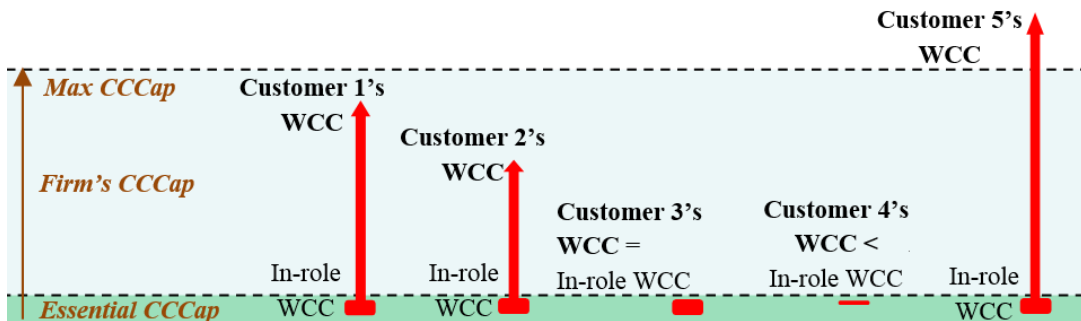 Customer 5's
WCC
Max CCCap
Customer 1's
WCC
Customer 2's
WCC
Firm's CCCap
Customer 3's
WCC =
In-role WCC
Customer 4's
WCC <
In-role WCC
In-role
WCC
In-role
WCC
In-role
WCC
Essential CCCap